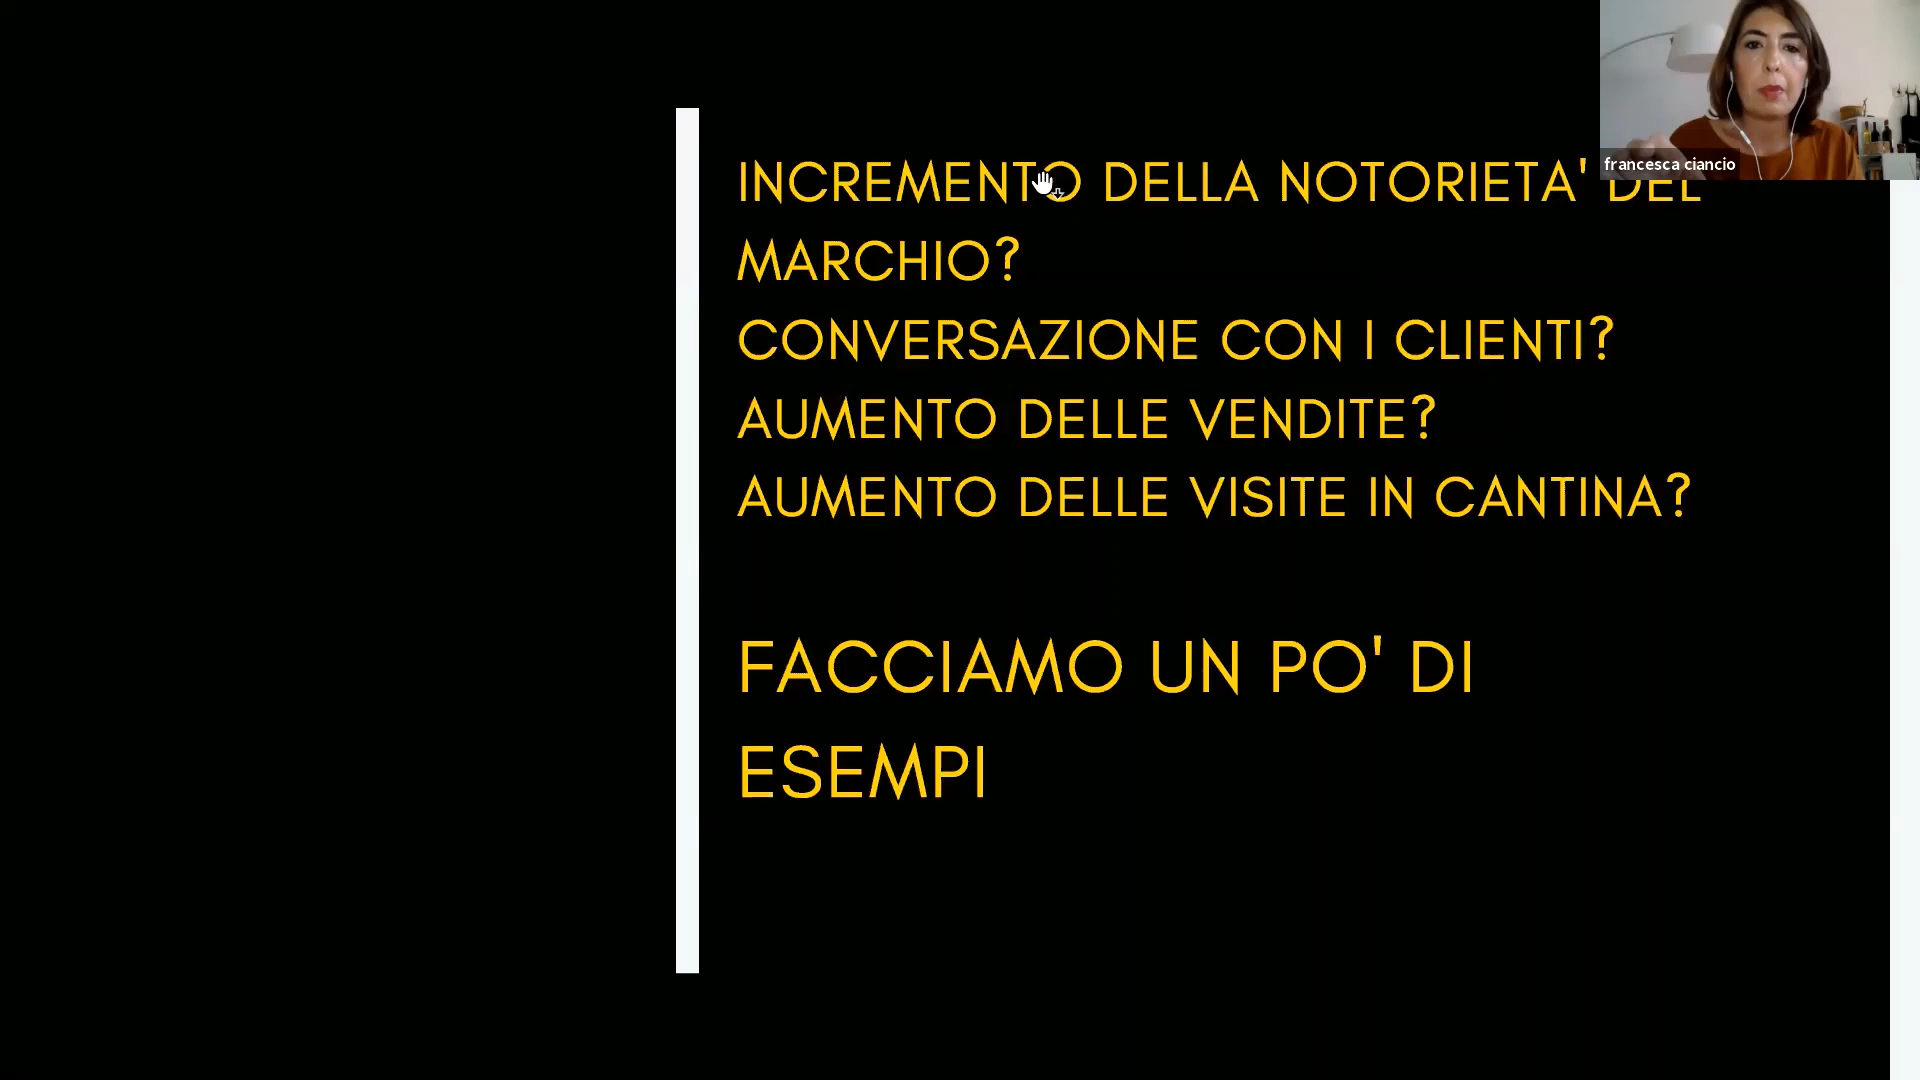 francesca ciancio
INCREMENTO DELLA NOTORIETA' DEL
MARCHIO?
CONVERSAZIONE CON I CLIENTI?
AUMENTO DELLE VENDITE?
AUMENTO DELLE VISITE IN CANTINA?
FACCIAMO UN PO' DI
ESEMPI